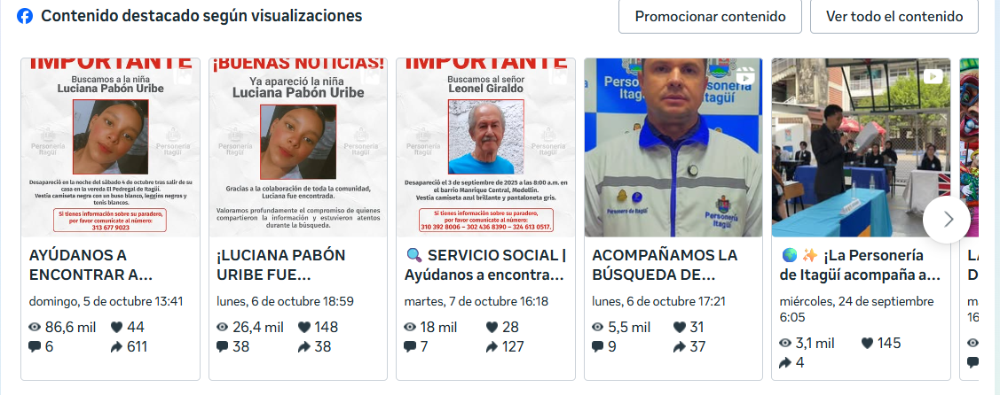 Contenido destacado según visualizaciones
Promocionar contenido
Ver todo el contenido
IMPORTANTE
Buscamos a la niña
Luciana Pabón Uribe
Personería
Itagüí
Personería
Itagüí
Desapareció en la noche del sábado 4 de octubre tras salir de su
casa en la vereda El Pedregal de Itagüí.
Vestía camiseta negra con un buso blanco, leggins negros y
tenis blancos.
Si tienes información sobre su paradero,
por favor comunícate al número:
313 677 9023
AYÚDANOS A
ENCONTRAR A...
domingo, 5 de octubre 13:41
86,6 mil
44
6
611
¡BUENAS NOTICIAS!
Ya apareció la niña
Luciana Pabón Uribe
Personería
Itagüí
Personería
Itagüí
Gracias a la colaboración de toda la comunidad,
Luciana fue encontrada.
Valoramos profundamente el compromiso de quienes
compartieron la información y estuvieron atentos
durante la búsqueda.
¡LUCIANA PABÓN
URIBE FUE...
lunes, 6 de octubre 18:59
26,4 mil
148
38
38
IMPORTANTE
Buscamos al señor
Leonel Giraldo
Personería
Itagüí
Personería
Itagüí
Desapareció el 3 de septiembre de 2025 a las 8:00 a.m. en
el barrio Manrique Central, Medellín.
Vestía camiseta azul brillante y pantaloneta gris.
Si tienes información sobre su paradero,
por favor comunícate al número:
310 392 8006 – 302 436 8390 – 324 613 0517.
🔍 SERVICIO SOCIAL |
Ayúdanos a encontra...
martes, 7 de octubre 16:18
18 mil
28
7
127
Personería
Itagüí
sonería
tagüí
Personero de Itagüí
Personería
Itagüí
ACOMPAÑAMOS LA
BÚSQUEDA DE...
lunes, 6 de octubre 17:21
5,5 mil
31
9
37
🌍 ✨ ¡La Personería
de Itagüí acompaña a...
miércoles, 24 de septiembre
6:05
3,1 mil
145
4
L
D
m
16